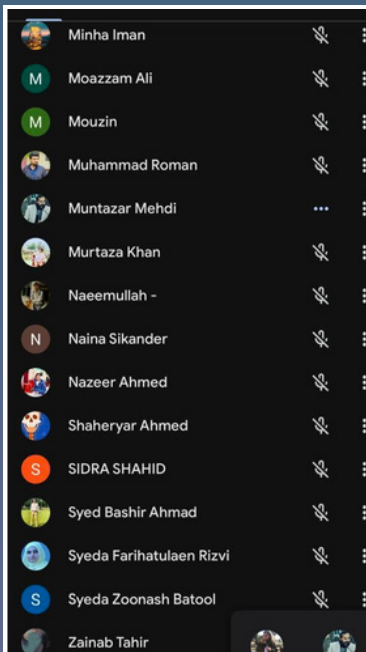 Minha Iman
M Moazzam Ali
M Mouzin
Muhammad Roman
Muntazar Mehdi
Murtaza Khan
Naeemullah -
N Naina Sikander
Nazeer Ahmed
Shaheryar Ahmed
S SIDRA SHAHID
Syed Bashir Ahmad
Syeda Farihatulaen Rizvi
S Syeda Zoonash Batool
Zainab Tahir